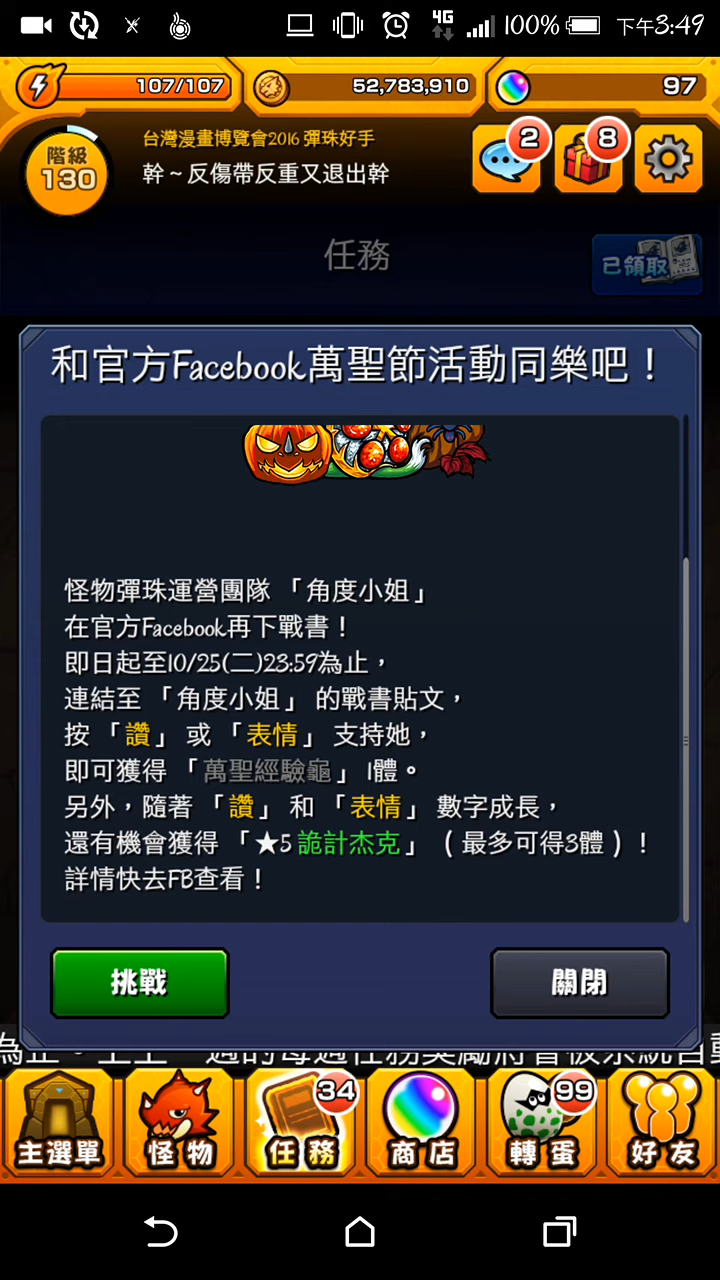 4G 100% 下午3:49
107/107 52,783,910 97
階級 130
台灣漫畫博覽會2016 彈珠好手
幹~反傷帶反重又退出幹
2 8
任務
已領取
和官方Facebook萬聖節活動同樂吧！
怪物彈珠運營團隊 「角度小姐」
在官方Facebook再下戰書！
即日起至10/25(二)23:59為止，
連結至 「角度小姐」 的戰書貼文，
按 「讚」 或 「表情」 支持她，
即可獲得 「萬聖經驗龜」 1體。
另外，隨著 「讚」 和 「表情」 數字成長，
還有機會獲得 「★5 詭計杰克」 (最多可得3體)！
詳情快去FB查看！
挑戰 關閉
34 99
主選單 怪物 任務 商店 轉蛋 好友